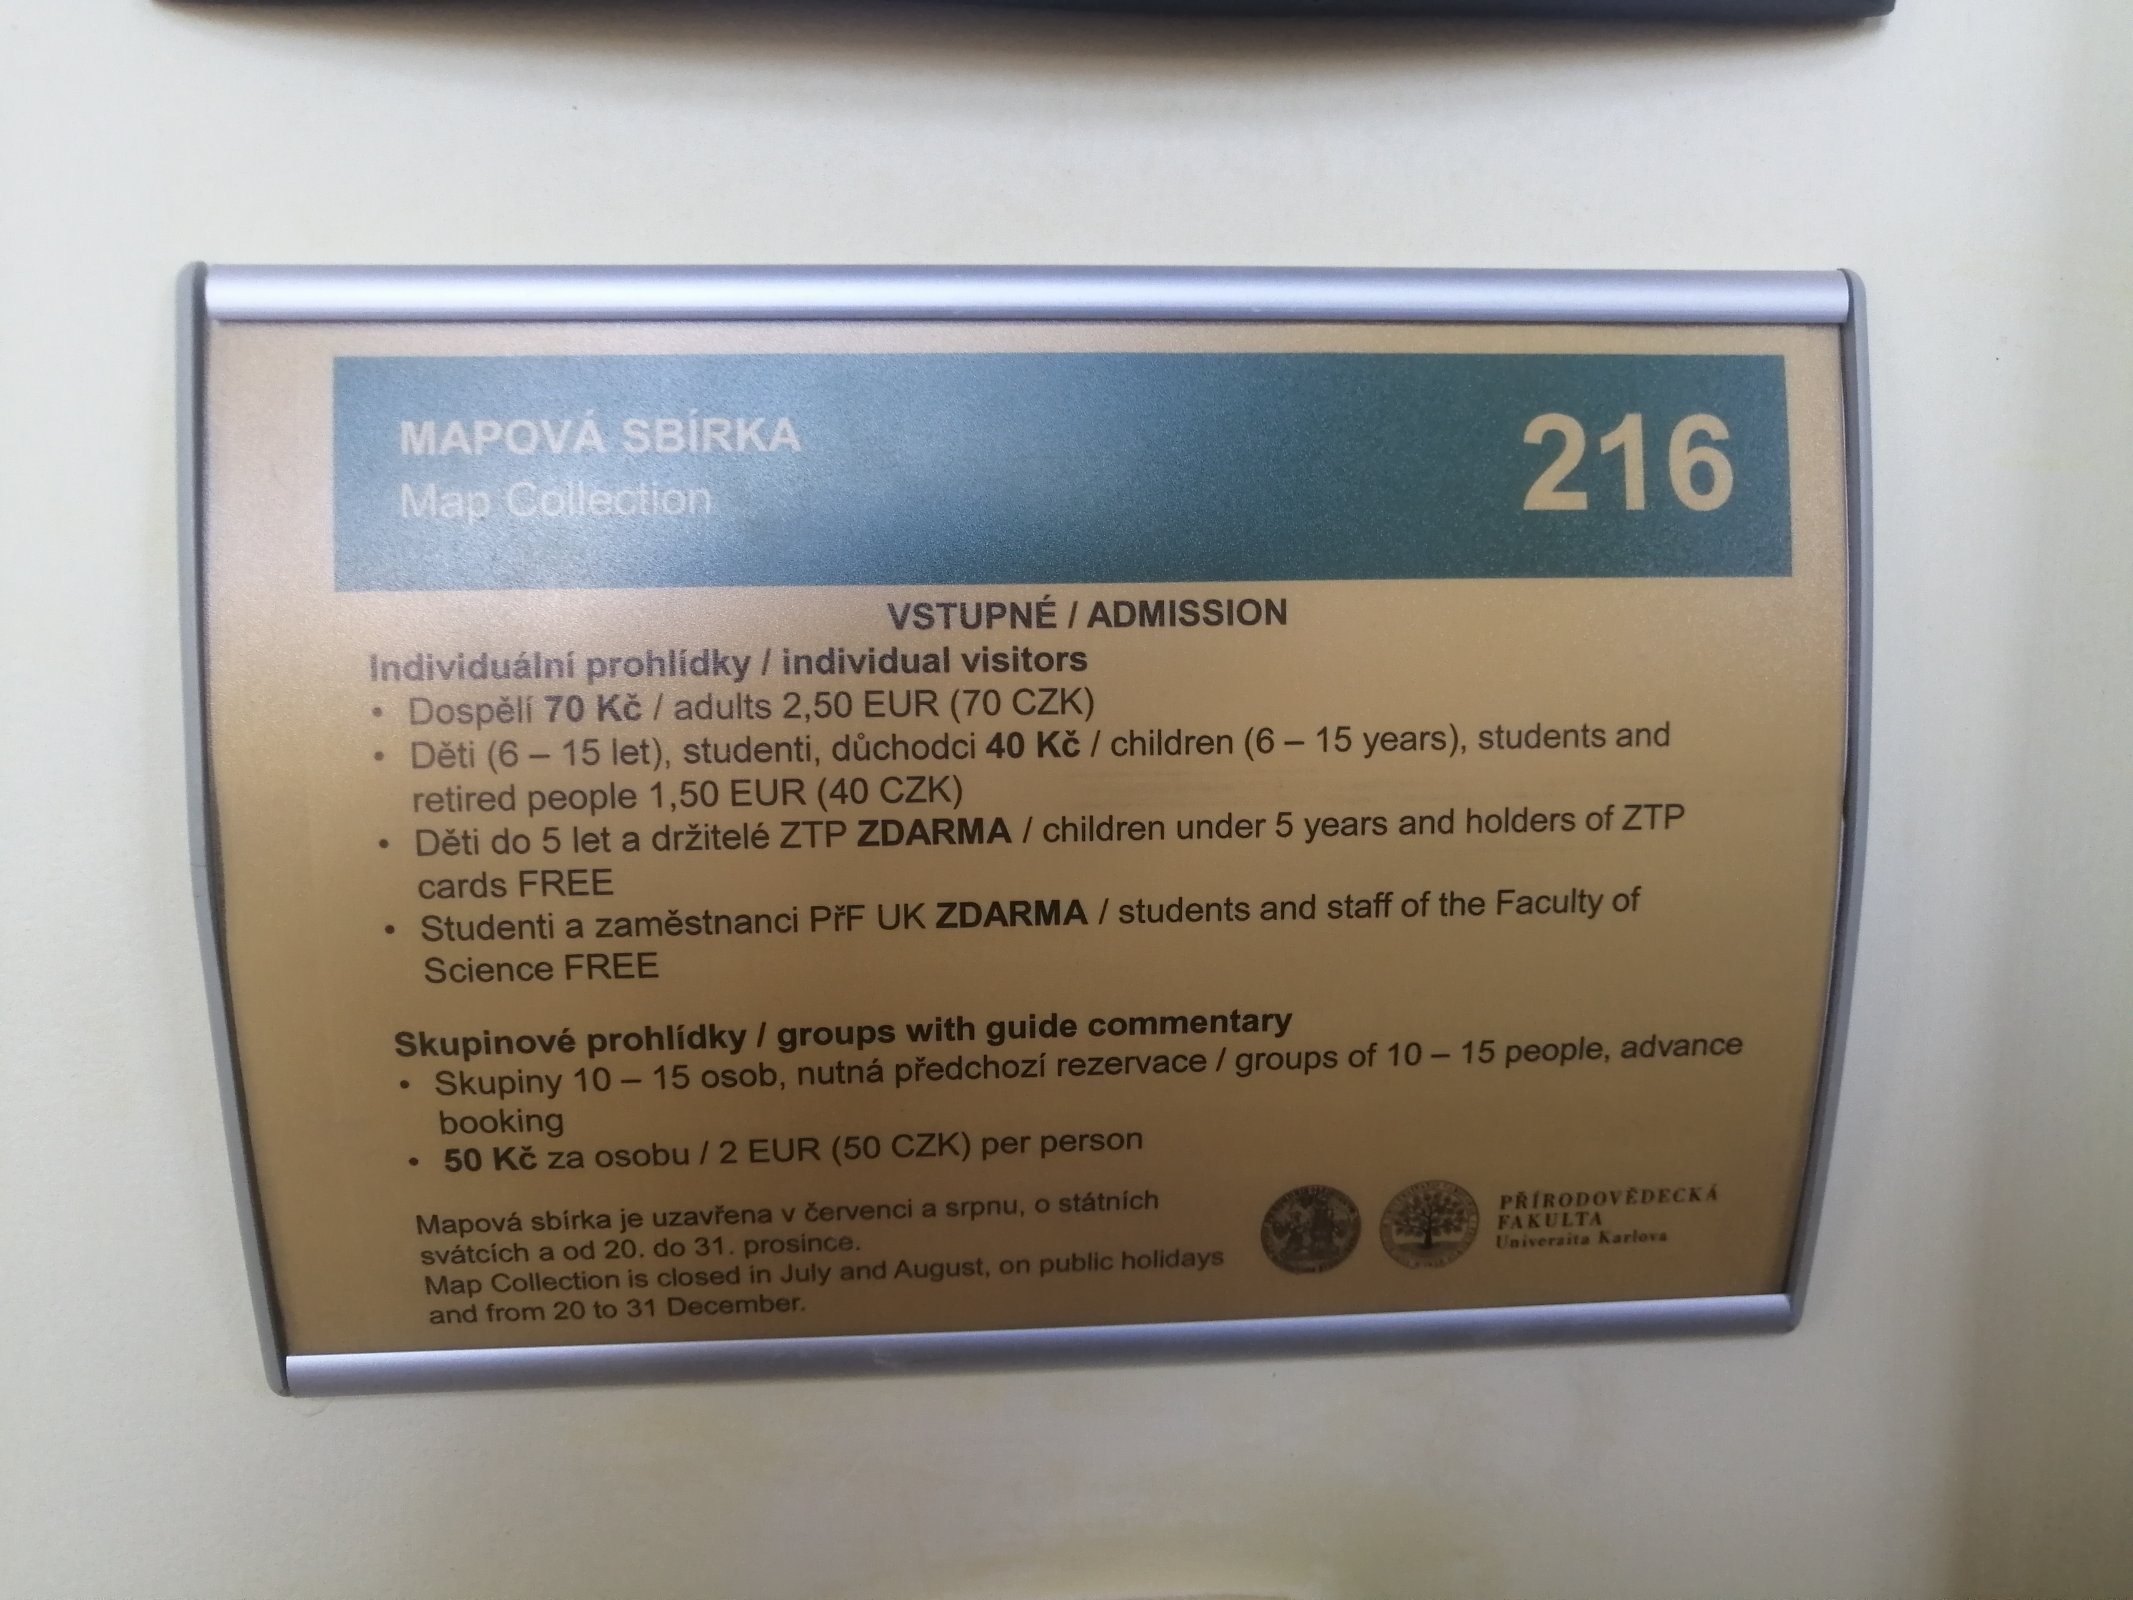 MAPOVÁ SBÍRKA
Map Collection
216
VSTUPNÉ / ADMISSION
Individuální prohlídky / individual visitors
• Dospělí 70 Kč / adults 2,50 EUR (70 CZK)
• Děti (6 – 15 let), studenti, důchodci 40 Kč / children (6 – 15 years), students and
retired people 1,50 EUR (40 CZK)
• Děti do 5 let a držitelé ZTP ZDARMA / children under 5 years and holders of ZTP
cards FREE
• Studenti a zaměstnanci PřF UK ZDARMA / students and staff of the Faculty of
Science FREE
Skupinové prohlídky / groups with guide commentary
• Skupiny 10 – 15 osob, nutná předchozí rezervace / groups of 10 – 15 people, advance
booking
• 50 Kč za osobu / 2 EUR (50 CZK) per person
Mapová sbírka je uzavřena v červenci a srpnu, o státních
svátcích a od 20. do 31. prosince.
Map Collection is closed in July and August, on public holidays
and from 20 to 31 December.
PŘÍRODOVĚDECKÁ
FAKULTA
Univerzita Karlova